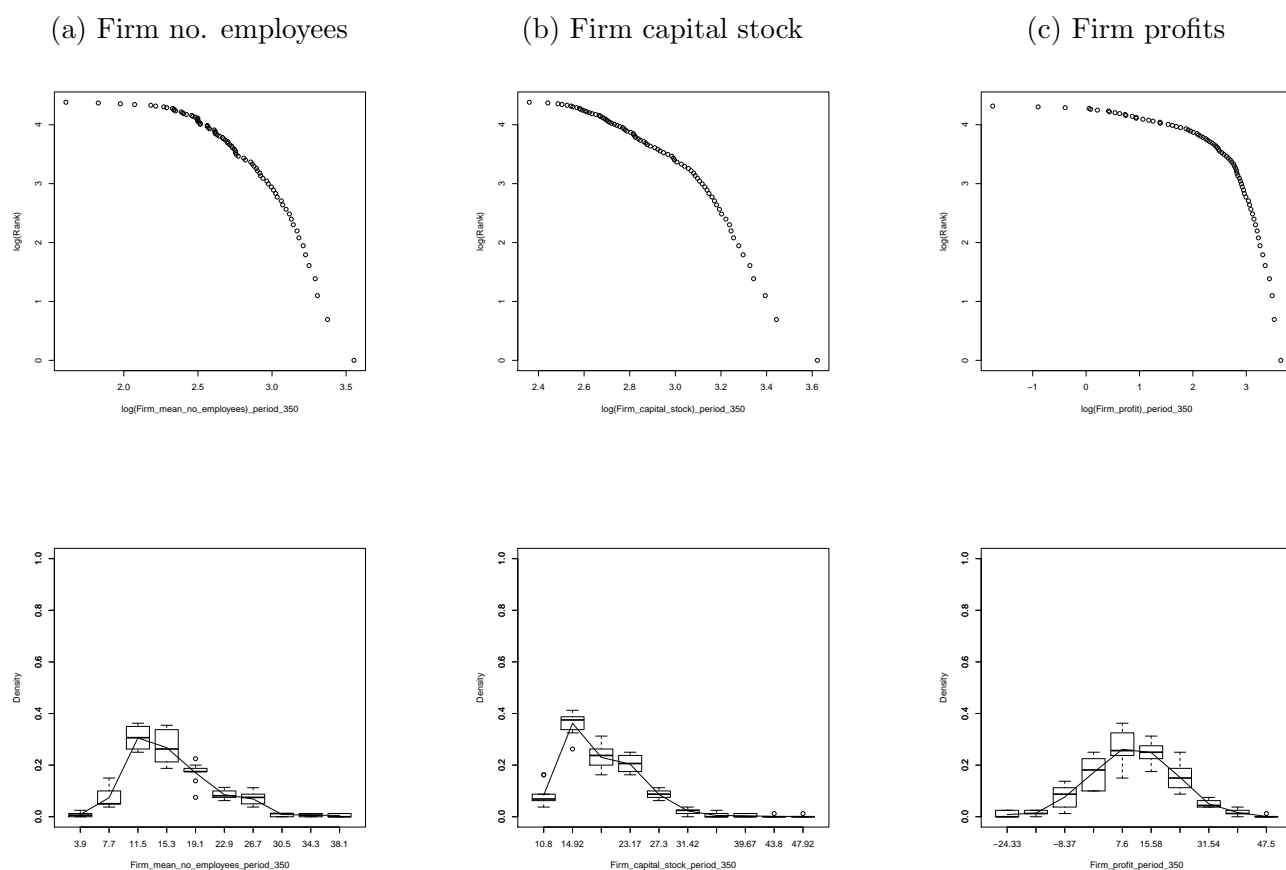 (a) Firm no. employees
(b) Firm capital stock
(c) Firm profits
log(Rank)
4
3
2
1
0
2.0 2.5 3.0 3.5
log(Firm_mean_no_employees)_period_350
log(Rank)
4
3
2
1
0
2.4 2.6 2.8 3.0 3.2 3.4 3.6
log(Firm_capital_stock)_period_350
log(Rank)
4
3
2
1
0
−1 0 1 2 3
log(Firm_profit)_period_350
Density
1.0
0.8
0.6
0.4
0.2
0.0
3.9 7.7 11.5 15.3 19.1 22.9 26.7 30.5 34.3 38.1
Firm_mean_no_employees_period_350
Density
1.0
0.8
0.6
0.4
0.2
0.0
10.8 14.92 23.17 27.3 31.42 39.67 43.8 47.92
Firm_capital_stock_period_350
Density
1.0
0.8
0.6
0.4
0.2
0.0
−24.33 −8.37 7.6 15.58 31.54 47.5
Firm_profit_period_350